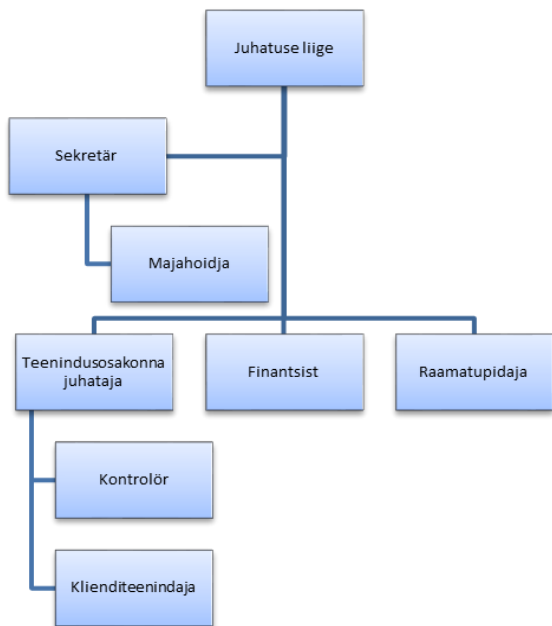 Juhatuse liige
Sekretär
Majahoidja
Teenindusosakonna
juhataja
Finantsist
Raamatupidaja
Kontrolör
Klienditeenindaja